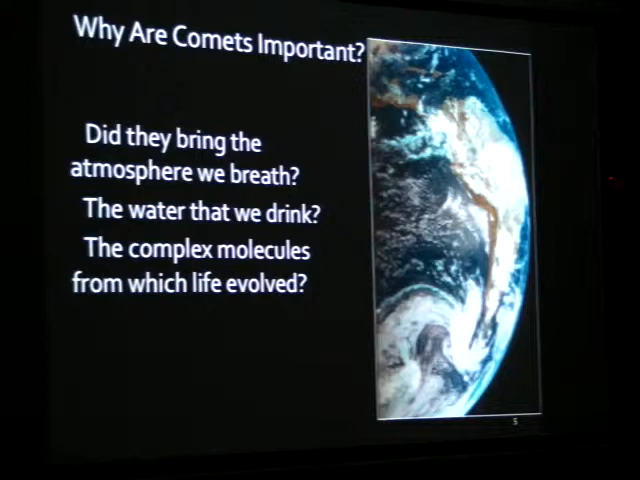 Why Are Comets Important?
Did they bring the
atmosphere we breath?
The water that we drink?
The complex molecules
from which life evolved?
5